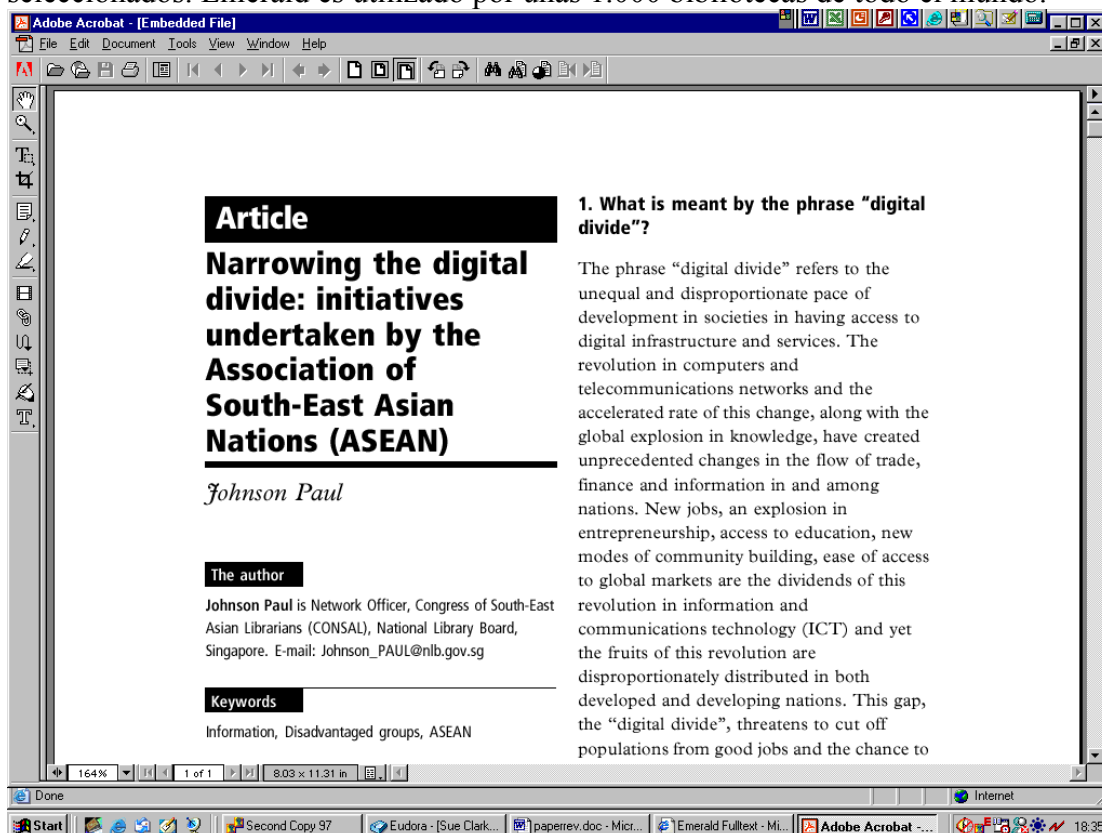 seleccionados. Emerald es utilizado por unas 1.000 bibliotecas de todo el mundo.
Adobe Acrobat - [Embedded File]
File Edit Document Tools View Window Help
Article
Narrowing the digital
divide: initiatives
undertaken by the
Association of
South-East Asian
Nations (ASEAN)
Johnson Paul
The author
Johnson Paul is Network Officer, Congress of South-East
Asian Librarians (CONSAL), National Library Board,
Singapore. E-mail: Johnson_PAUL@nlb.gov.sg
Keywords
Information, Disadvantaged groups, ASEAN
1. What is meant by the phrase “digital
divide”?
The phrase “digital divide” refers to the
unequal and disproportionate pace of
development in societies in having access to
digital infrastructure and services. The
revolution in computers and
telecommunications networks and the
accelerated rate of this change, along with the
global explosion in knowledge, have created
unprecedented changes in the flow of trade,
finance and information in and among
nations. New jobs, an explosion in
entrepreneurship, access to education, new
modes of community building, ease of access
to global markets are the dividends of this
revolution in information and
communications technology (ICT) and yet
the fruits of this revolution are
disproportionately distributed in both
developed and developing nations. This gap,
the “digital divide”, threatens to cut off
populations from good jobs and the chance to
164% 1 of 1 8.03 x 11.31 in
Done Internet
Start Second Copy 97 Eudora - [Sue Clark... paperrev.doc - Micr... Emerald Fulltext - Mi... Adobe Acrobat -... 18:35